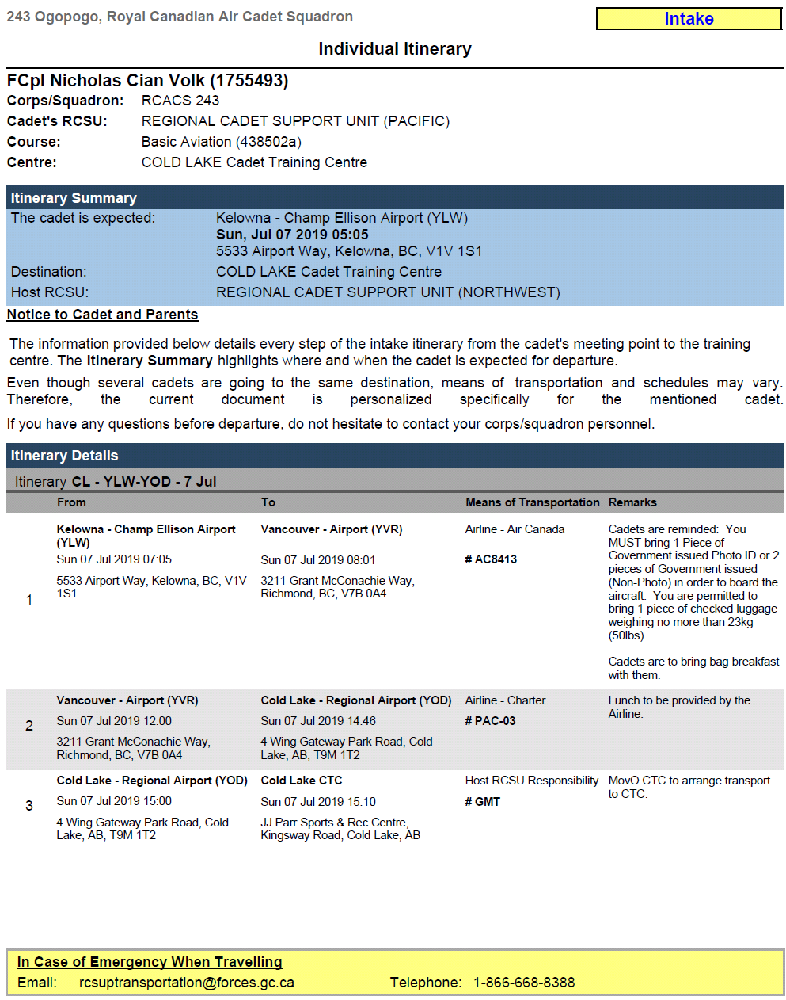 243 Ogopogo, Royal Canadian Air Cadet Squadron
Intake
Individual Itinerary
FCpl Nicholas Cian Volk (1755493)
Corps/Squadron: RCACS 243
Cadet's RCSU: REGIONAL CADET SUPPORT UNIT (PACIFIC)
Course: Basic Aviation (438502a)
Centre: COLD LAKE Cadet Training Centre
Itinerary Summary
The cadet is expected: Kelowna - Champ Ellison Airport (YLW)
Sun, Jul 07 2019 05:05
5533 Airport Way, Kelowna, BC, V1V 1S1
Destination: COLD LAKE Cadet Training Centre
Host RCSU: REGIONAL CADET SUPPORT UNIT (NORTHWEST)
Notice to Cadet and Parents
The information provided below details every step of the intake itinerary from the cadet's meeting point to the training
centre. The Itinerary Summary highlights where and when the cadet is expected for departure.
Even though several cadets are going to the same destination, means of transportation and schedules may vary.
Therefore, the current document is personalized specifically for the mentioned cadet.
If you have any questions before departure, do not hesitate to contact your corps/squadron personnel.
Itinerary Details
Itinerary CL - YLW-YOD - 7 Jul
From To Means of Transportation Remarks
1
Kelowna - Champ Ellison Airport
(YLW)
Sun 07 Jul 2019 07:05
5533 Airport Way, Kelowna, BC, V1V
1S1
Vancouver - Airport (YVR)
Sun 07 Jul 2019 08:01
3211 Grant McConachie Way,
Richmond, BC, V7B 0A4
Airline - Air Canada
# AC8413
Cadets are reminded: You
MUST bring 1 Piece of
Government issued Photo ID or 2
pieces of Government issued
(Non-Photo) in order to board the
aircraft. You are permitted to
bring 1 piece of checked luggage
weighing no more than 23kg
(50lbs).
Cadets are to bring bag breakfast
with them.
2
Vancouver - Airport (YVR)
Sun 07 Jul 2019 12:00
3211 Grant McConachie Way,
Richmond, BC, V7B 0A4
Cold Lake - Regional Airport (YOD)
Sun 07 Jul 2019 14:46
4 Wing Gateway Park Road, Cold
Lake, AB, T9M 1T2
Airline - Charter
# PAC-03
Lunch to be provided by the
Airline.
3
Cold Lake - Regional Airport (YOD)
Sun 07 Jul 2019 15:00
4 Wing Gateway Park Road, Cold
Lake, AB, T9M 1T2
Cold Lake CTC
Sun 07 Jul 2019 15:10
JJ Parr Sports & Rec Centre,
Kingsway Road, Cold Lake, AB
Host RCSU Responsibility
# GMT
MovO CTC to arrange transport
to CTC.
In Case of Emergency When Travelling
Email: rcsuptransportation@forces.gc.ca Telephone: 1-866-668-8388